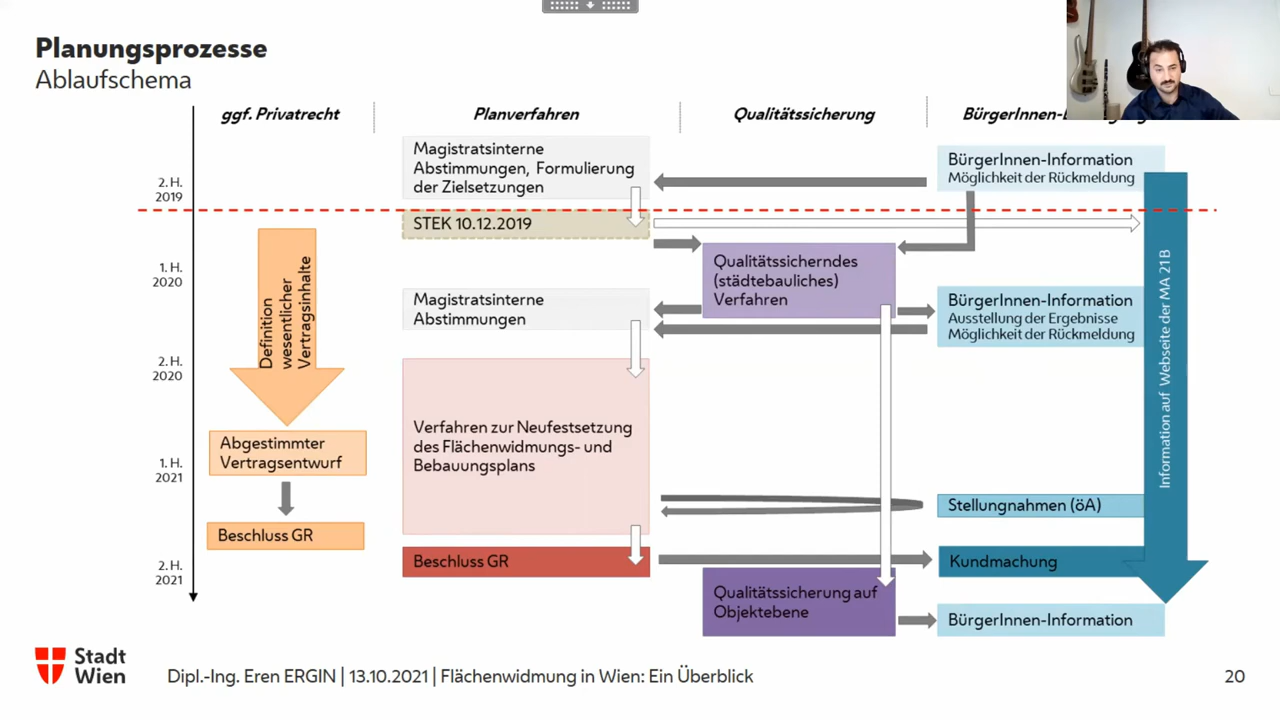 Planungsprozesse
Ablaufschema
ggf. Privatrecht
Planverfahren
Qualitätssicherung
BürgerInnen-
2. H.
2019
1. H.
2020
2. H.
2020
1. H.
2021
2. H.
2021
Definition
wesentlicher
Vertragsinhalte
Abgestimmter
Vertragsentwurf
Beschluss GR
Magistratsinterne
Abstimmungen, Formulierung
der Zielsetzungen
STEK 10.12.2019
Magistratsinterne
Abstimmungen
Verfahren zur Neufestsetzung
des Flächenwidmungs- und
Bebauungsplans
Beschluss GR
Qualitätssicherndes
(städtebauliches)
Verfahren
Qualitätssicherung auf
Objektebene
BürgerInnen-Information
Möglichkeit der Rückmeldung
BürgerInnen-Information
Ausstellung der Ergebnisse
Möglichkeit der Rückmeldung
Stellungnahmen (öA)
Kundmachung
BürgerInnen-Information
Information auf Webseite der MA 21B
Stadt
Wien
Dipl.-Ing. Eren ERGIN | 13.10.2021 | Flächenwidmung in Wien: Ein Überblick
20